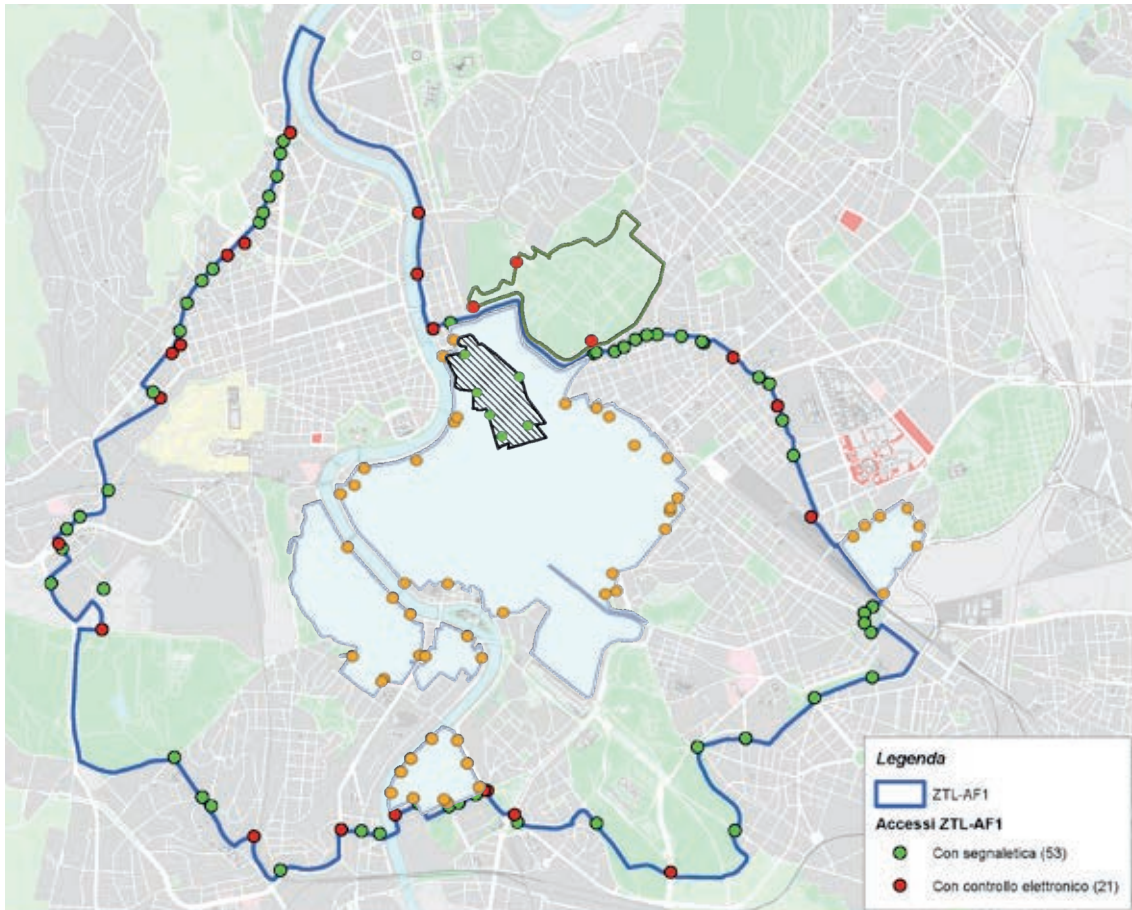 Legenda
ZTL-AF1
Accessi ZTL-AF1
Con segnaletica (53)
Con controllo elettronico (21)